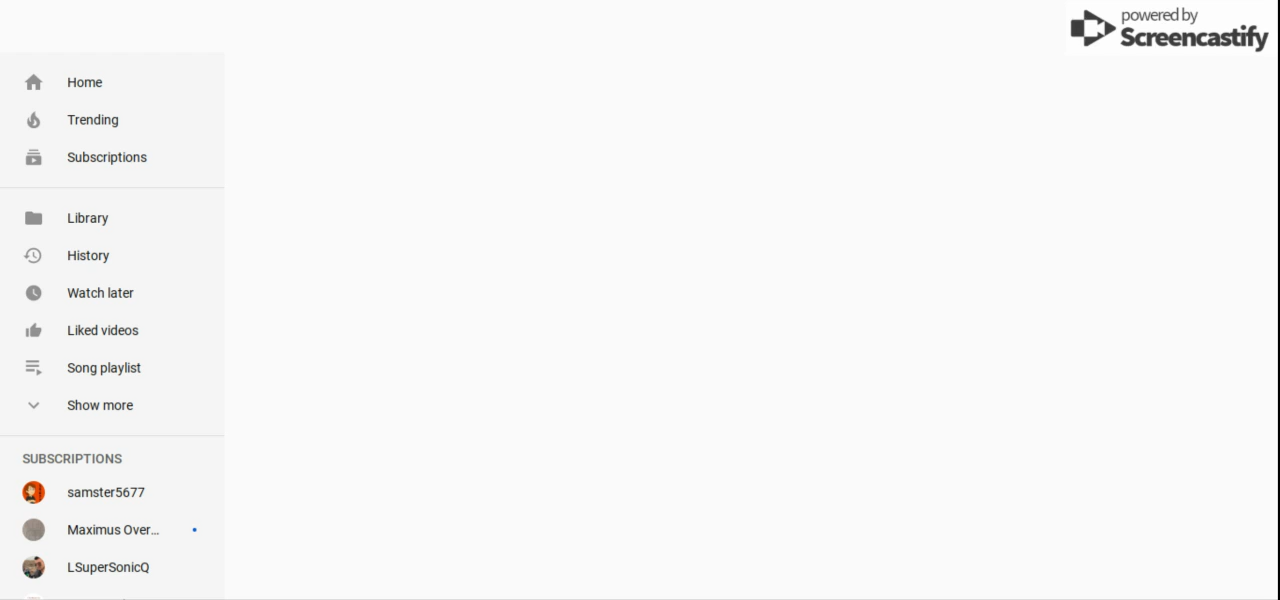 powered by
Screencastify
Home
Trending
Subscriptions
Library
History
Watch later
Liked videos
Song playlist
Show more
SUBSCRIPTIONS
samster5677
Maximus Over...
LSuperSonicQ